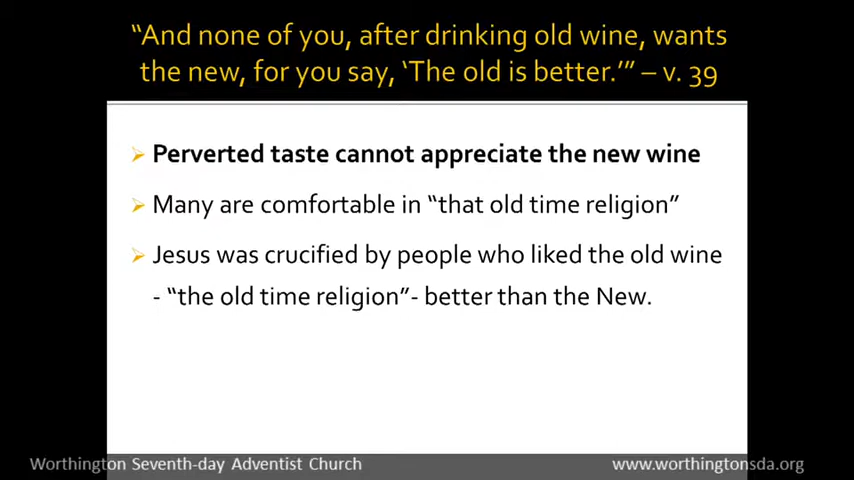 “And none of you, after drinking old wine, wants
the new, for you say, ‘The old is better.’” – v. 39
Perverted taste cannot appreciate the new wine
Many are comfortable in “that old time religion”
Jesus was crucified by people who liked the old wine
- “the old time religion”- better than the New.
Worthington Seventh-day Adventist Church
www.worthingtonsda.org